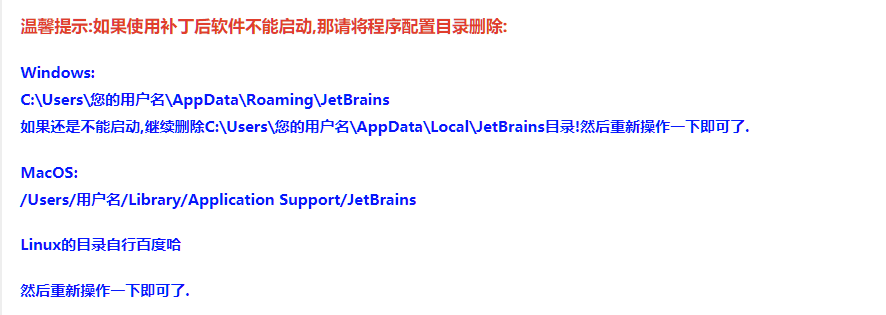 温馨提示:如果使用补丁后软件不能启动,那请将程序配置目录删除:
Windows:
C:\Users\您的用户名\AppData\Roaming\JetBrains
如果还是不能启动,继续删除C:\Users\您的用户名\AppData\Local\JetBrains目录!然后重新操作一下即可了.
MacOS:
/Users/用户名/Library/Application Support/JetBrains
Linux的目录自行百度哈
然后重新操作一下即可了.